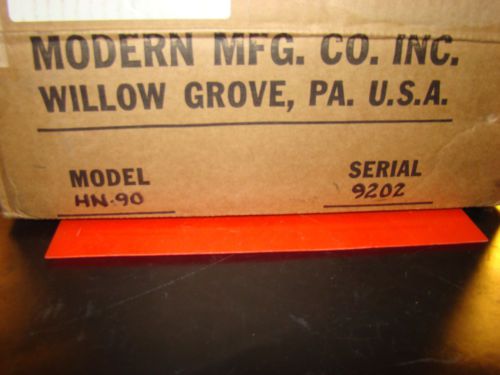 MODERN MFG. CO. INC.
WILLOW GROVE, PA. U.S.A.
MODEL SERIAL
HN-90 9202